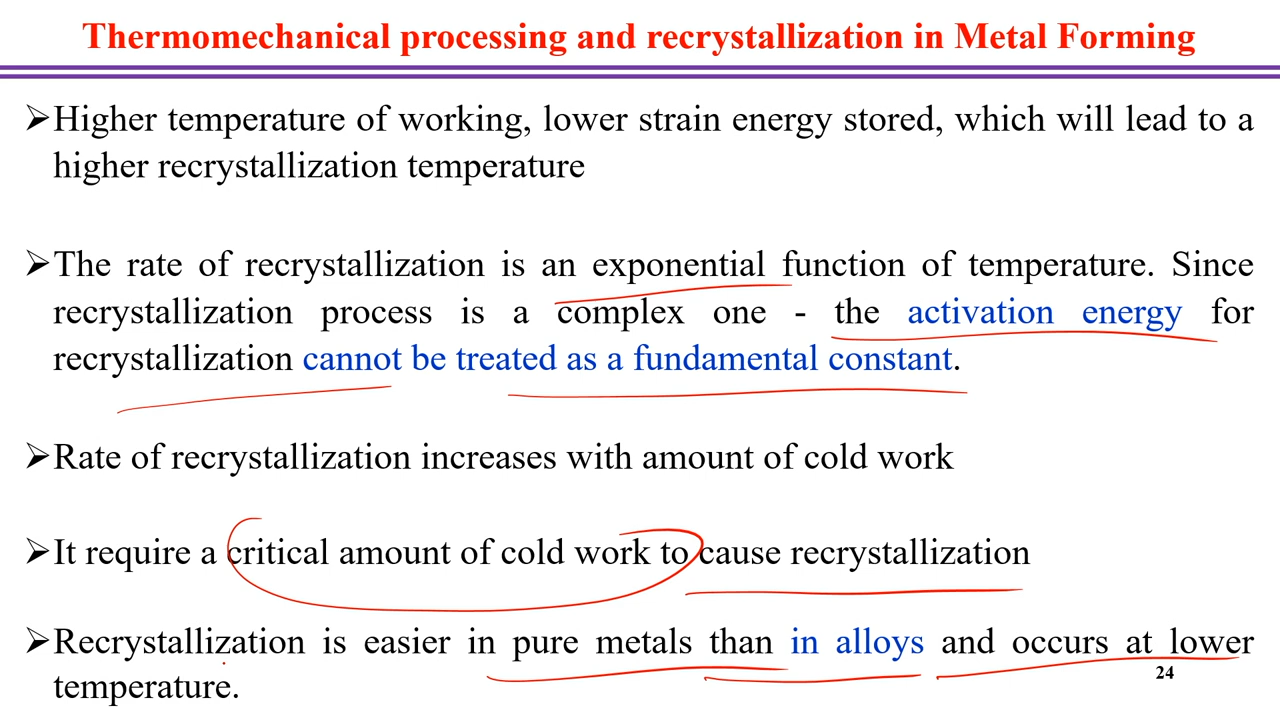 Thermomechanical processing and recrystallization in Metal Forming
➢Higher temperature of working, lower strain energy stored, which will lead to a
higher recrystallization temperature
➢The rate of recrystallization is an exponential function of temperature. Since
recrystallization process is a complex one - the activation energy for
recrystallization cannot be treated as a fundamental constant.
➢Rate of recrystallization increases with amount of cold work
➢It require a critical amount of cold work to cause recrystallization
➢Recrystallization is easier in pure metals than in alloys and occurs at lower
temperature.
24